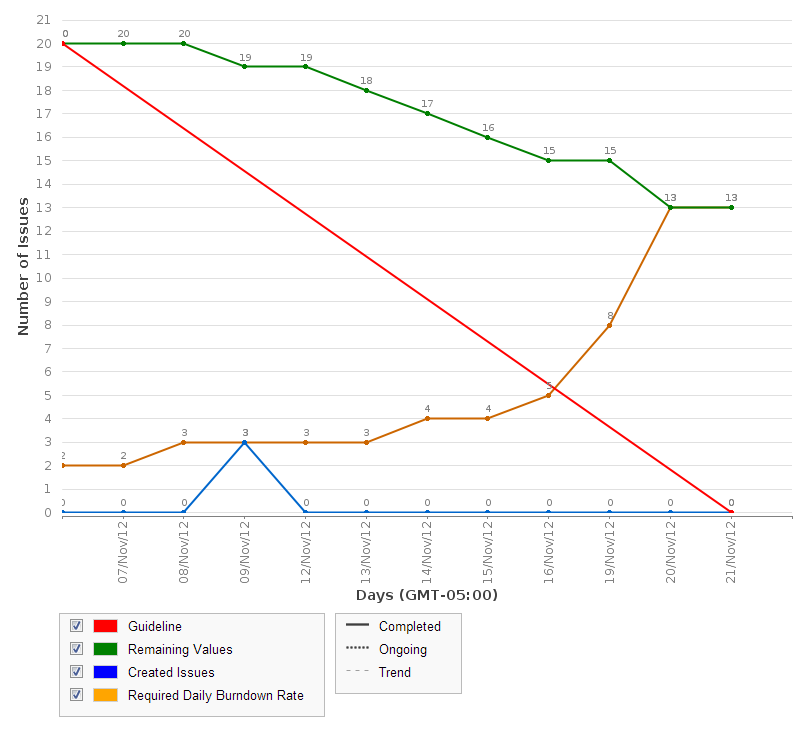 21
20
19
18
17
16
15
14
13
12
11
10
9
8
7
6
5
4
3
2
1
0
Number of Issues
0 20 20 19 19 18 17 16 15 15 13 13
2 2 3 3 3 3 4 4 5 8
0 0 0 0 0 0 0 0 0 0 0
07/Nov/12 08/Nov/12 09/Nov/12 12/Nov/12 13/Nov/12 14/Nov/12 15/Nov/12 16/Nov/12 19/Nov/12 20/Nov/12 21/Nov/12
Days (GMT-05:00)
Guideline
Remaining Values
Created Issues
Required Daily Burndown Rate
Completed
Ongoing
Trend